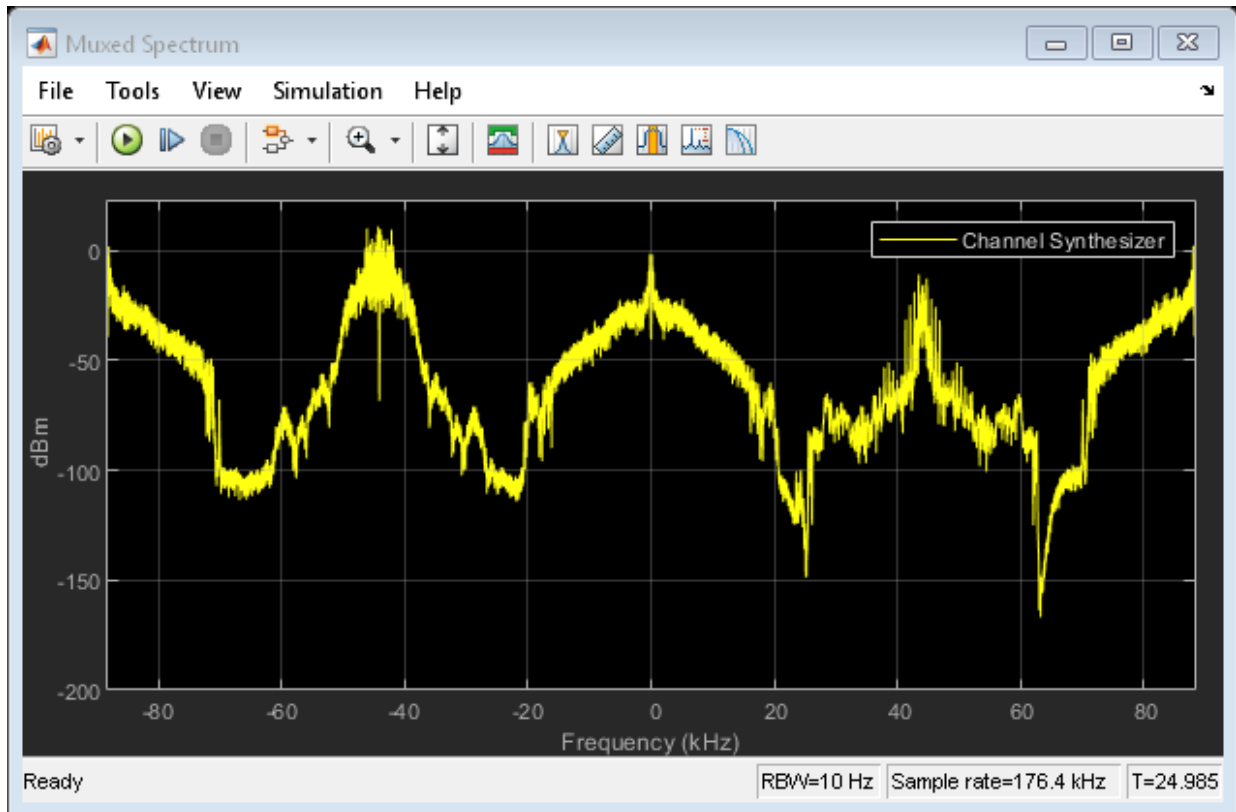 Muxed Spectrum
File Tools View Simulation Help
Channel Synthesizer
0
-50
-100
-150
-200
dBm
-80 -60 -40 -20 0 20 40 60 80
Frequency (kHz)
Ready RBW=10 Hz Sample rate=176.4 kHz T=24.985